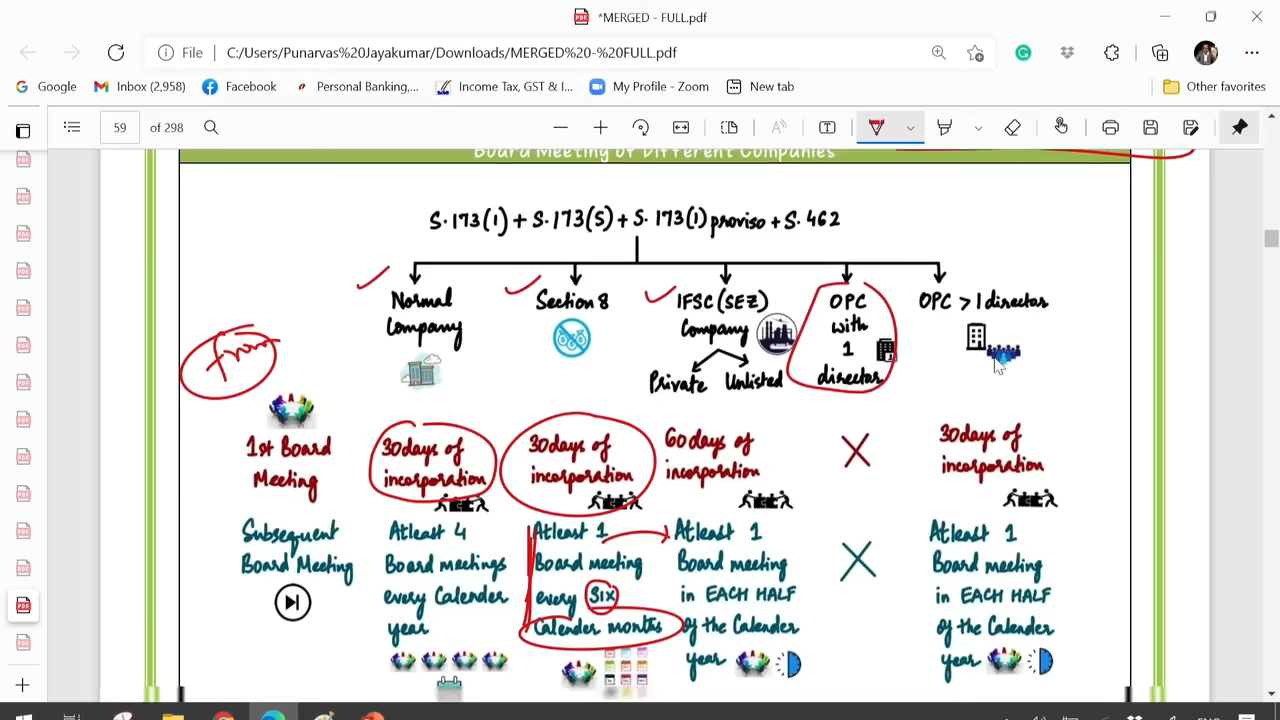 *MERGED - FULL.pdf
File
C:/Users/Punarvas%20Jayakumar/Downloads/MERGED%20-%20FULL.pdf
Google
Inbox (2,958)
Facebook
Personal Banking,...
Income Tax, GST & I...
My Profile - Zoom
New tab
Other favorites
59 of 298
Board Meeting of Different Companies
S.173(1) + S.173(5) + S.173(1) proviso + S.462
Normal Company
Section 8
IFSC (SEZ) Company
Private Unlisted
OPC with 1 director
OPC > 1 director
from
1st Board Meeting
30days of incorporation
30days of incorporation
60days of incorporation
X
30days of incorporation
Subsequent Board Meeting
Atleast 4 Board meetings every Calender year
Atleast 1 Board meeting every Six Calender months
Atleast 1 Board meeting in EACH HALF of the Calender year
X
Atleast 1 Board meeting in EACH HALF of the Calender year